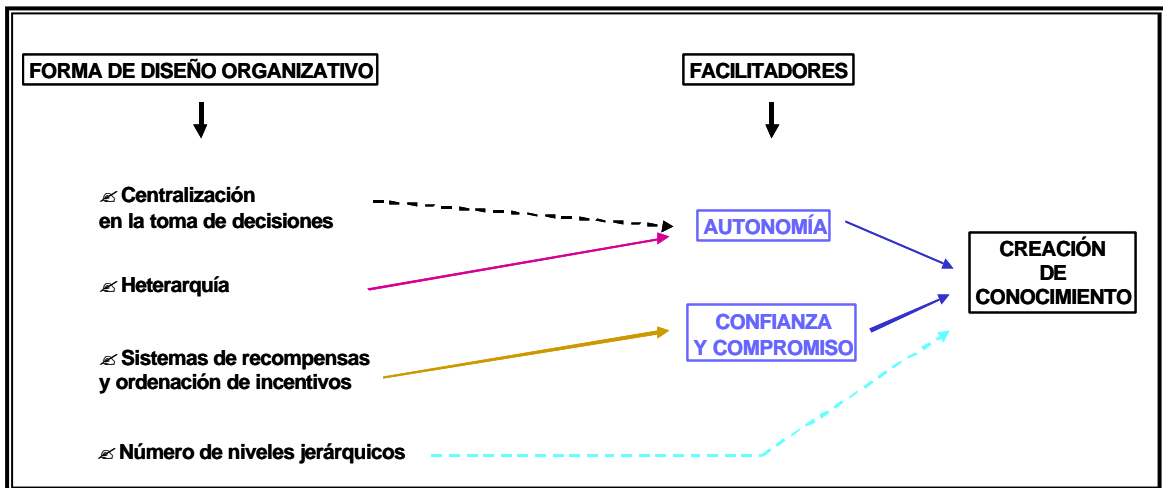 FORMA DE DISEÑO ORGANIZATIVO
FACILITADORES
Centralización
en la toma de decisiones
Heterarquía
Sistemas de recompensas
y ordenación de incentivos
Número de niveles jerárquicos
AUTONOMÍA
CONFIANZA
Y COMPROMISO
CREACIÓN
DE
CONOCIMIENTO